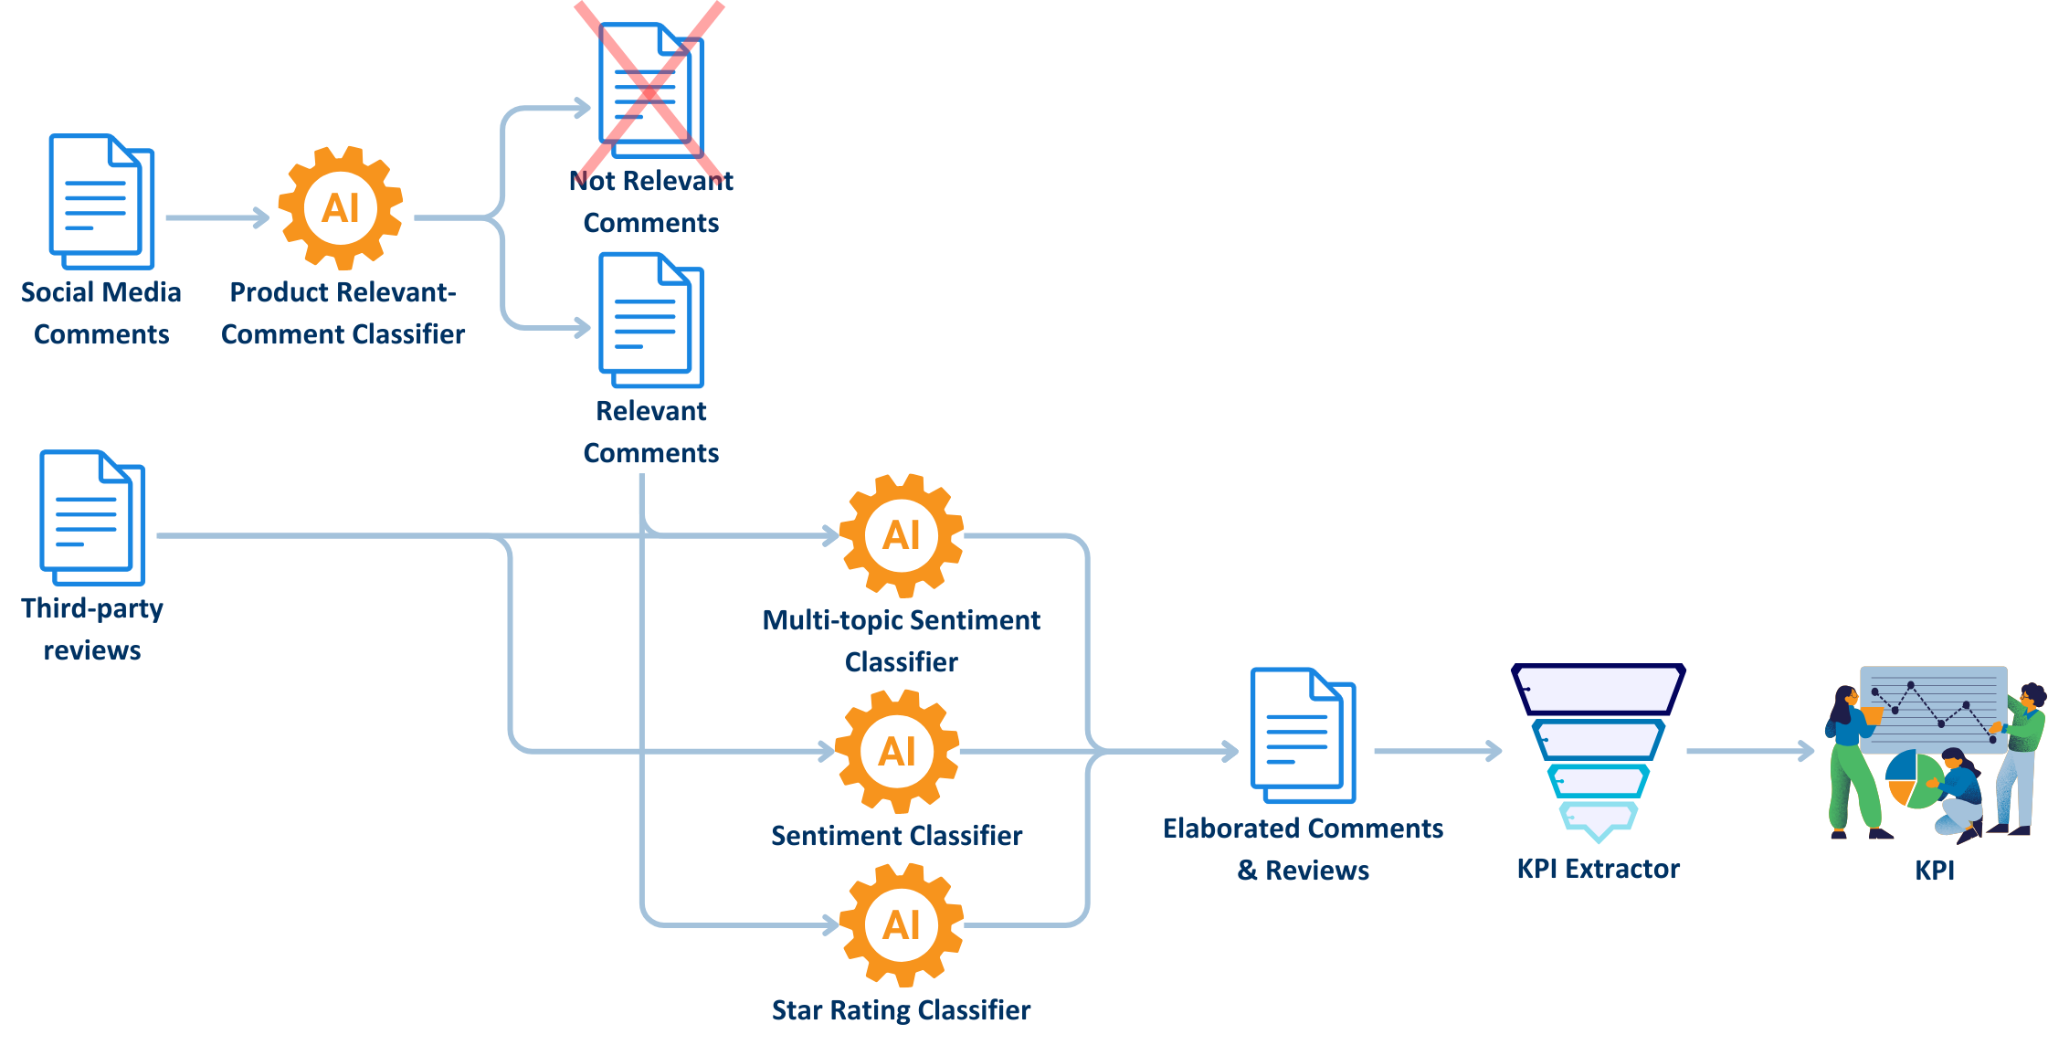 AI
Not Relevant
Comments
Social Media
Comments
Product Relevant-
Comment Classifier
Relevant
Comments
Third-party
reviews
AI
Multi-topic Sentiment
Classifier
AI
Sentiment Classifier
AI
Star Rating Classifier
Elaborated Comments
& Reviews
KPI Extractor
KPI